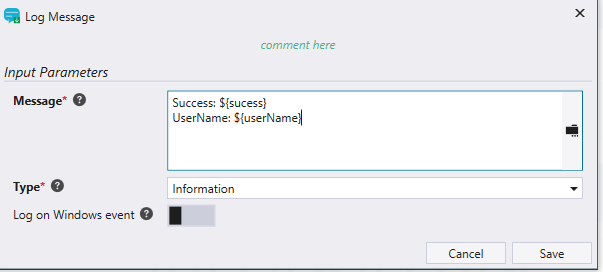 Log Message
comment here
Input Parameters
Message* ?
Success: ${sucess}
UserName: ${userName}
Type* ?
Information
Log on Windows event ?
Cancel
Save